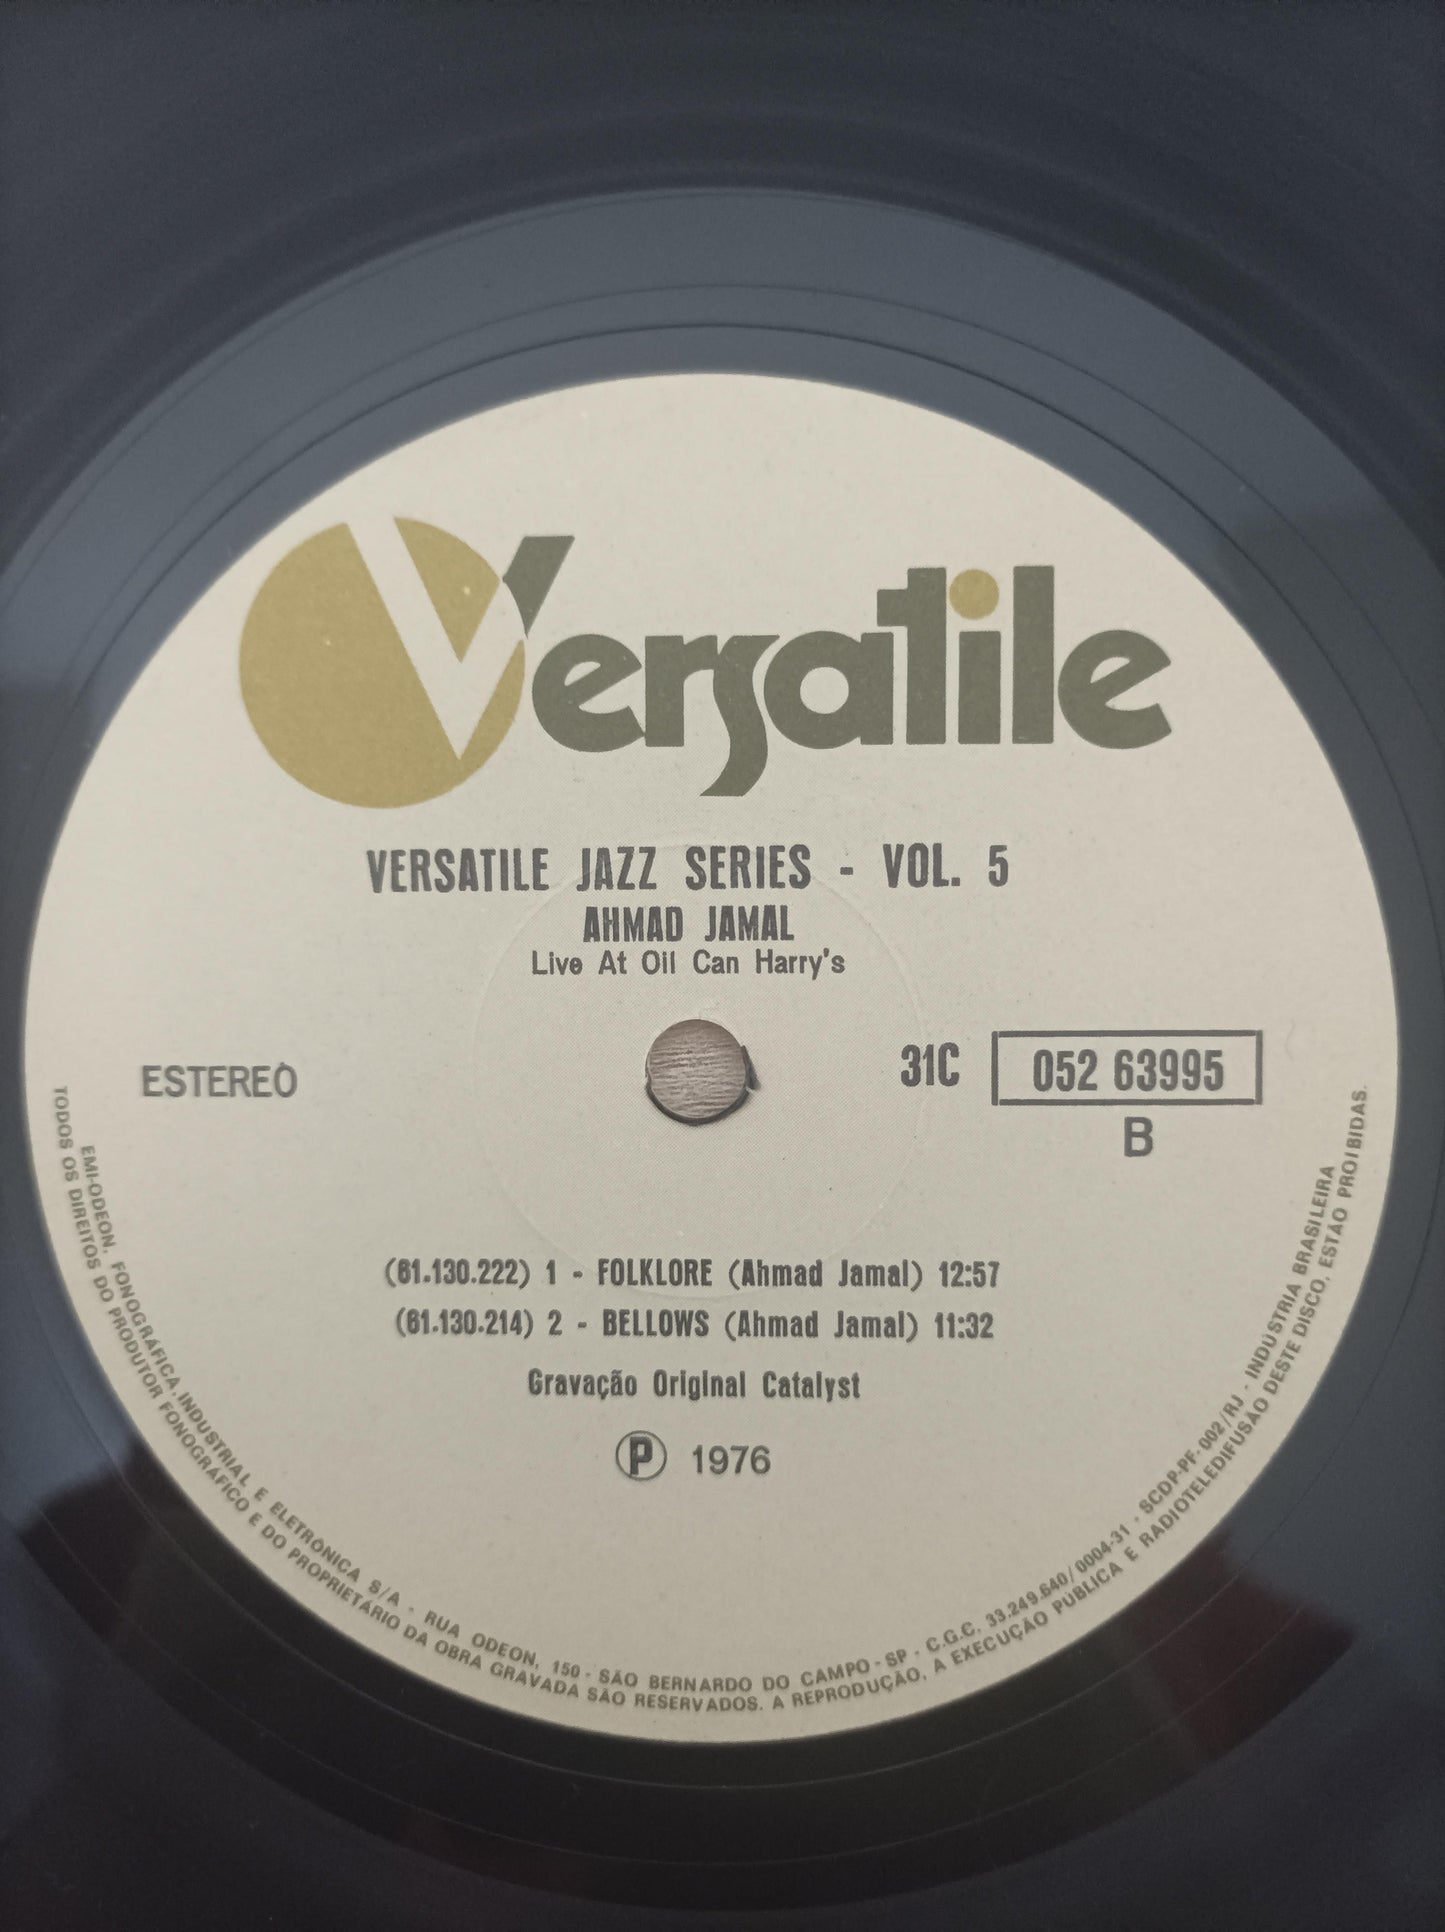 Versatile
VERSATILE JAZZ SERIES - VOL. 5
AHMAD JAMAL
Live At Oil Can Harry's
ESTEREO
31C 052 63995
B
(61.130.222) 1 - FOLKLORE (Ahmad Jamal) 12:57
(61.130.214) 2 - BELLOWS (Ahmad Jamal) 11:32
Gravação Original Catalyst
Ⓟ 1976
EMI-ODEON, FONOGRÁFICA, INDUSTRIAL E ELETRÔNICA S/A - RUA ODEON, 150 - SÃO BERNARDO DO CAMPO - SP - C.G.C. 33.249.640/0004-31 - SCDP-PF-002/RJ - INDÚSTRIA BRASILEIRA
TODOS OS DIREITOS DO PRODUTOR FONOGRÁFICO E DO PROPRIETÁRIO DA OBRA GRAVADA SÃO RESERVADOS. A REPRODUÇÃO, A EXECUÇÃO PÚBLICA E RADIOTELEDIFUSÃO DESTE DISCO, ESTÃO PROIBIDAS.